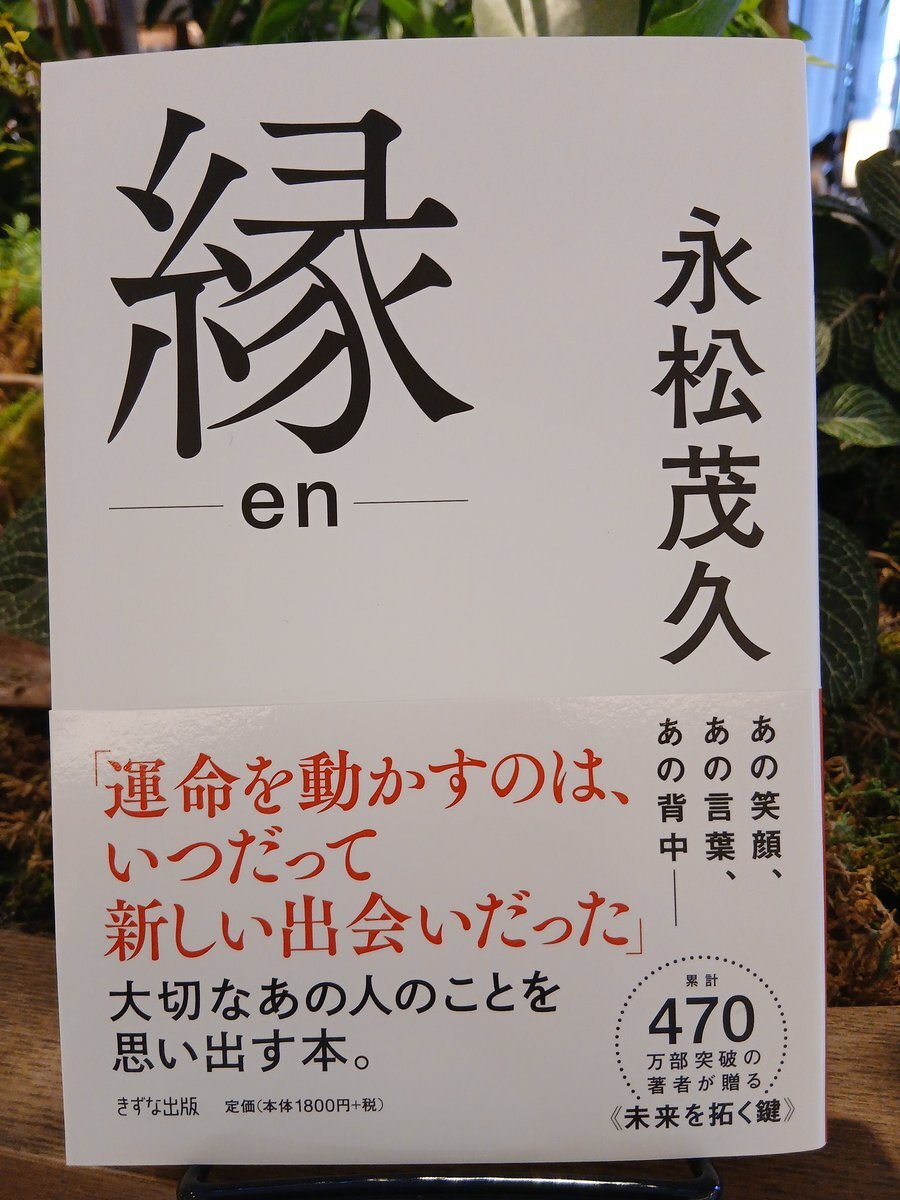 縁
en
永松茂久
あの笑顔、
あの言葉、
あの背中――
「運命を動かすのは、
いつだって
新しい出会いだった」
大切なあの人のことを
思い出す本。
累計
470
万部突破の
著者が贈る
《未来を拓く鍵》
きずな出版 定価(本体1800円+税)